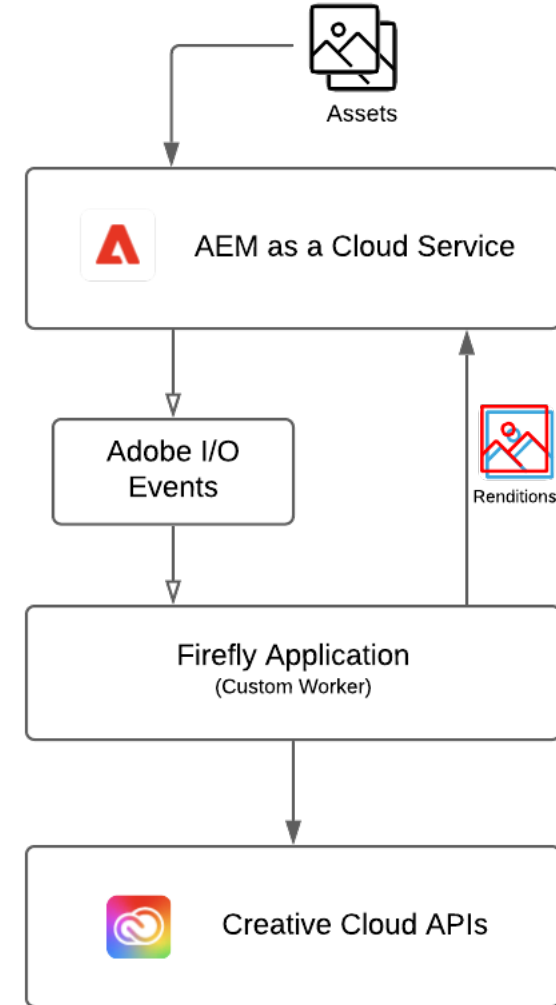 Assets
AEM as a Cloud Service
Adobe I/O
Events
Renditions
Firefly Application
(Custom Worker)
Creative Cloud APIs